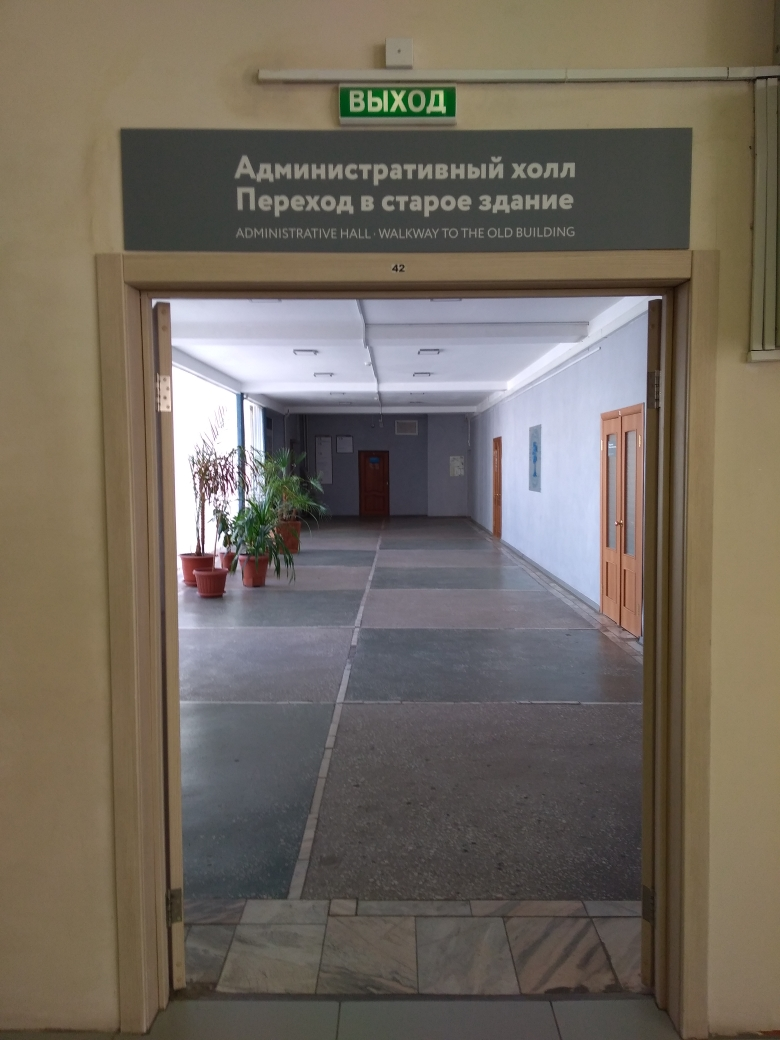 ВЫХОД
Административный холл
Переход в старое здание
ADMINISTRATIVE HALL · WALKWAY TO THE OLD BUILDING
42